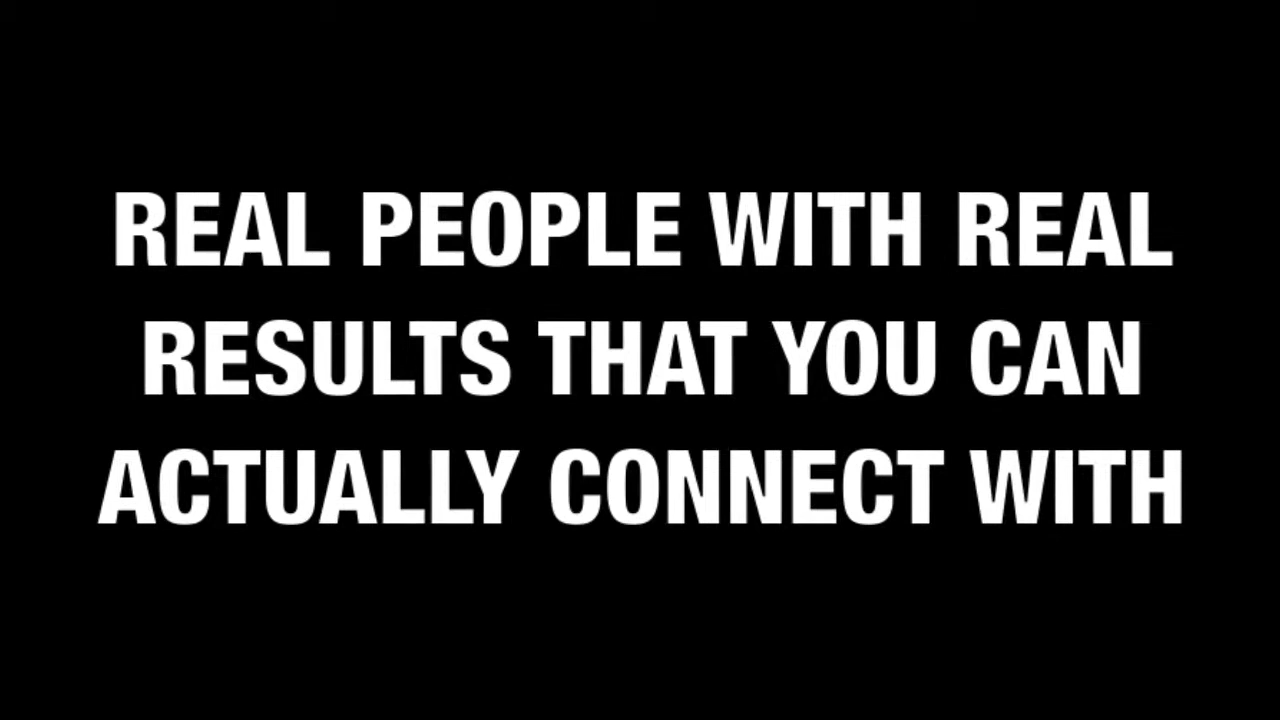 REAL PEOPLE WITH REAL
RESULTS THAT YOU CAN
ACTUALLY CONNECT WITH